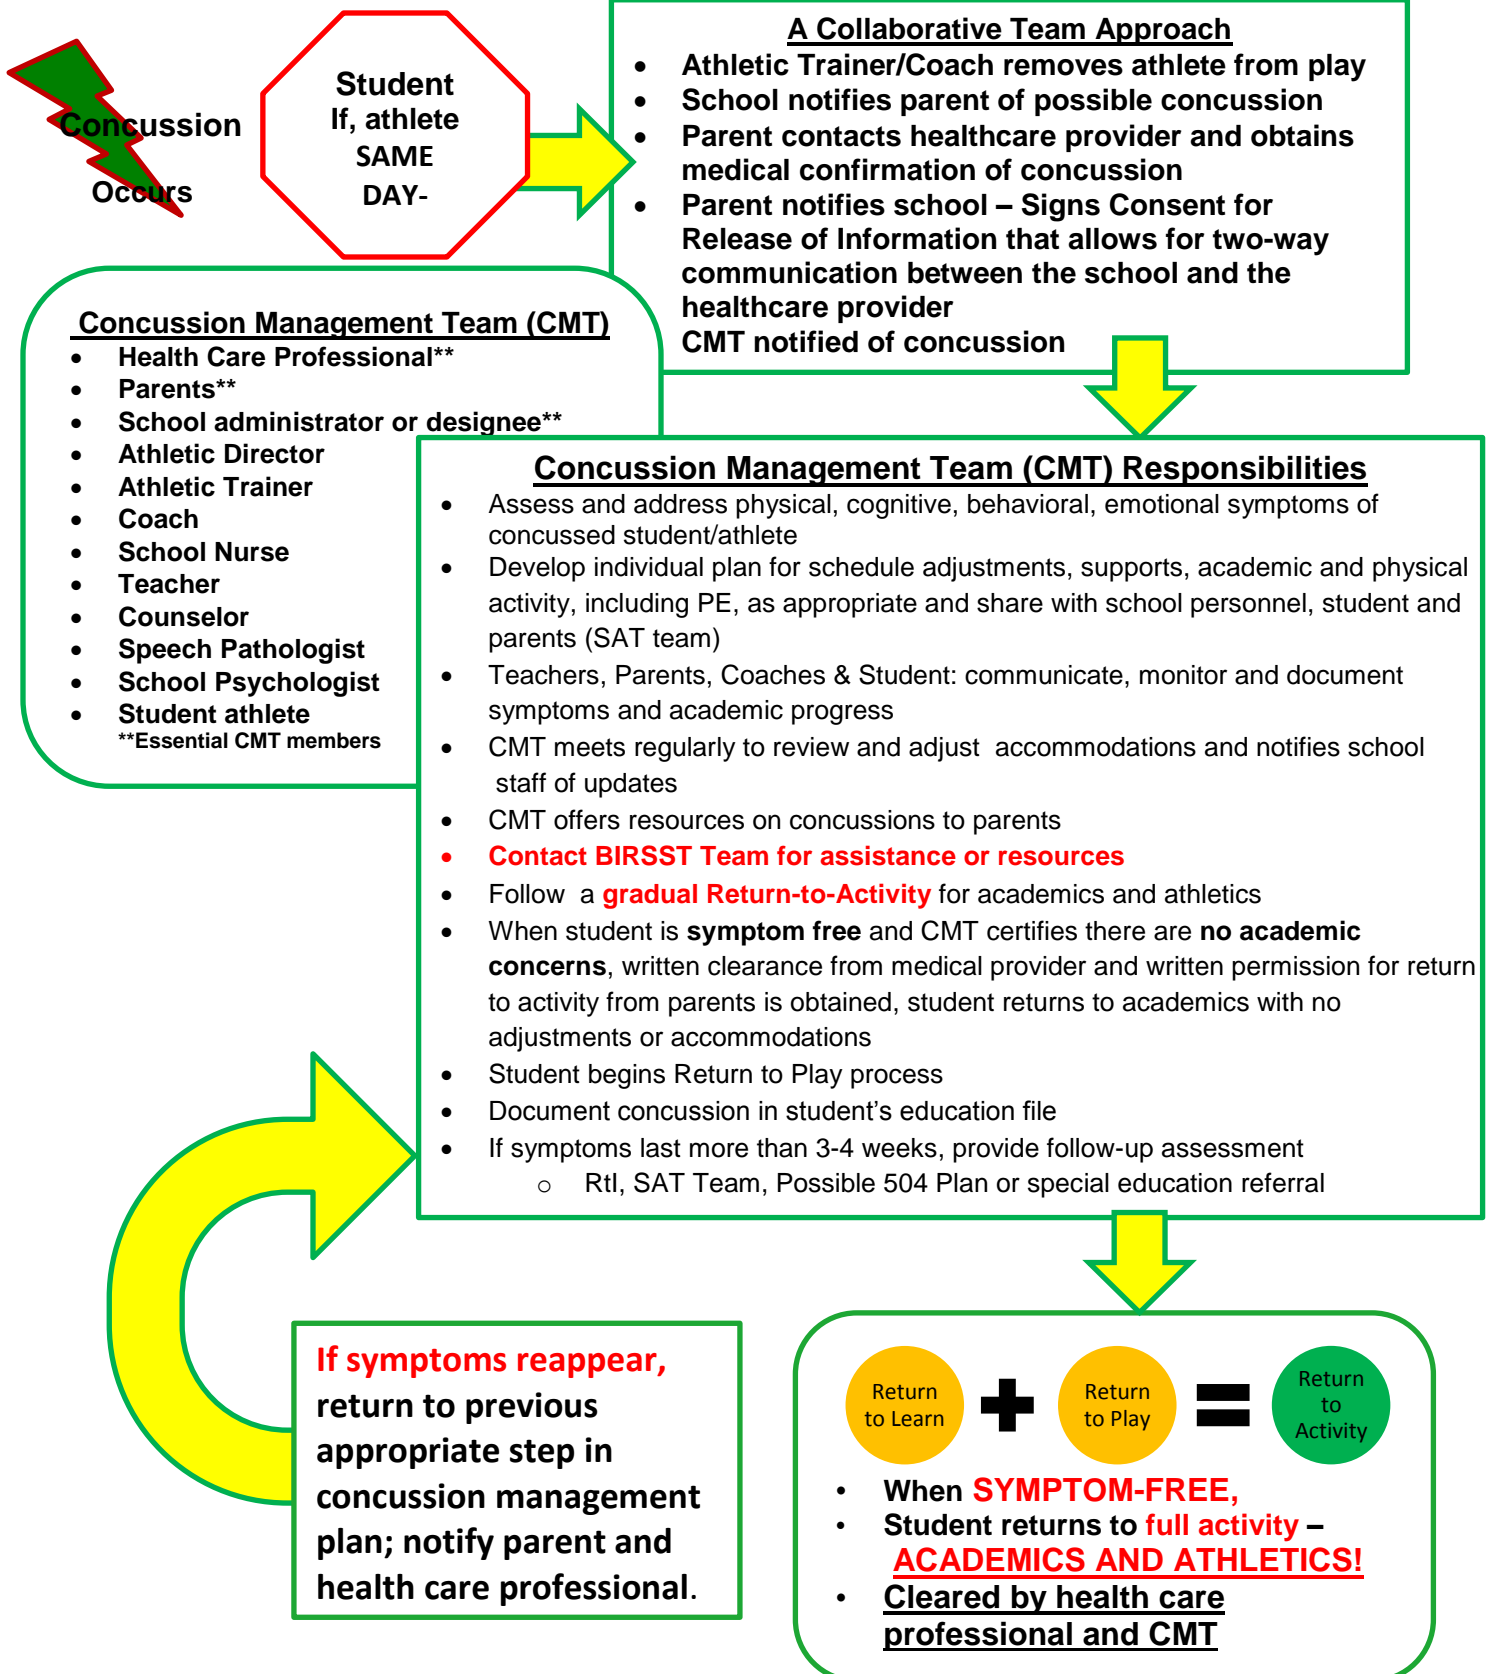 Concussion
Occurs
Student
If, athlete
SAME
DAY-
A Collaborative Team Approach
• Athletic Trainer/Coach removes athlete from play
• School notifies parent of possible concussion
• Parent contacts healthcare provider and obtains
medical confirmation of concussion
• Parent notifies school – Signs Consent for
Release of Information that allows for two-way
communication between the school and the
healthcare provider
CMT notified of concussion
Concussion Management Team (CMT)
• Health Care Professional**
• Parents**
• School administrator or designee**
• Athletic Director
• Athletic Trainer
• Coach
• School Nurse
• Teacher
• Counselor
• Speech Pathologist
• School Psychologist
• Student athlete
**Essential CMT members
Concussion Management Team (CMT) Responsibilities
• Assess and address physical, cognitive, behavioral, emotional symptoms of
concussed student/athlete
• Develop individual plan for schedule adjustments, supports, academic and physical
activity, including PE, as appropriate and share with school personnel, student and
parents (SAT team)
• Teachers, Parents, Coaches & Student: communicate, monitor and document
symptoms and academic progress
• CMT meets regularly to review and adjust accommodations and notifies school
staff of updates
• CMT offers resources on concussions to parents
• Contact BIRSST Team for assistance or resources
• Follow a gradual Return-to-Activity for academics and athletics
• When student is symptom free and CMT certifies there are no academic
concerns, written clearance from medical provider and written permission for return
to activity from parents is obtained, student returns to academics with no
adjustments or accommodations
• Student begins Return to Play process
• Document concussion in student’s education file
• If symptoms last more than 3-4 weeks, provide follow-up assessment
o RtI, SAT Team, Possible 504 Plan or special education referral
If symptoms reappear,
return to previous
appropriate step in
concussion management
plan; notify parent and
health care professional.
Return
to Learn
Return
to Play
Return
to
Activity
• When SYMPTOM-FREE,
• Student returns to full activity –
ACADEMICS AND ATHLETICS!
• Cleared by health care
professional and CMT